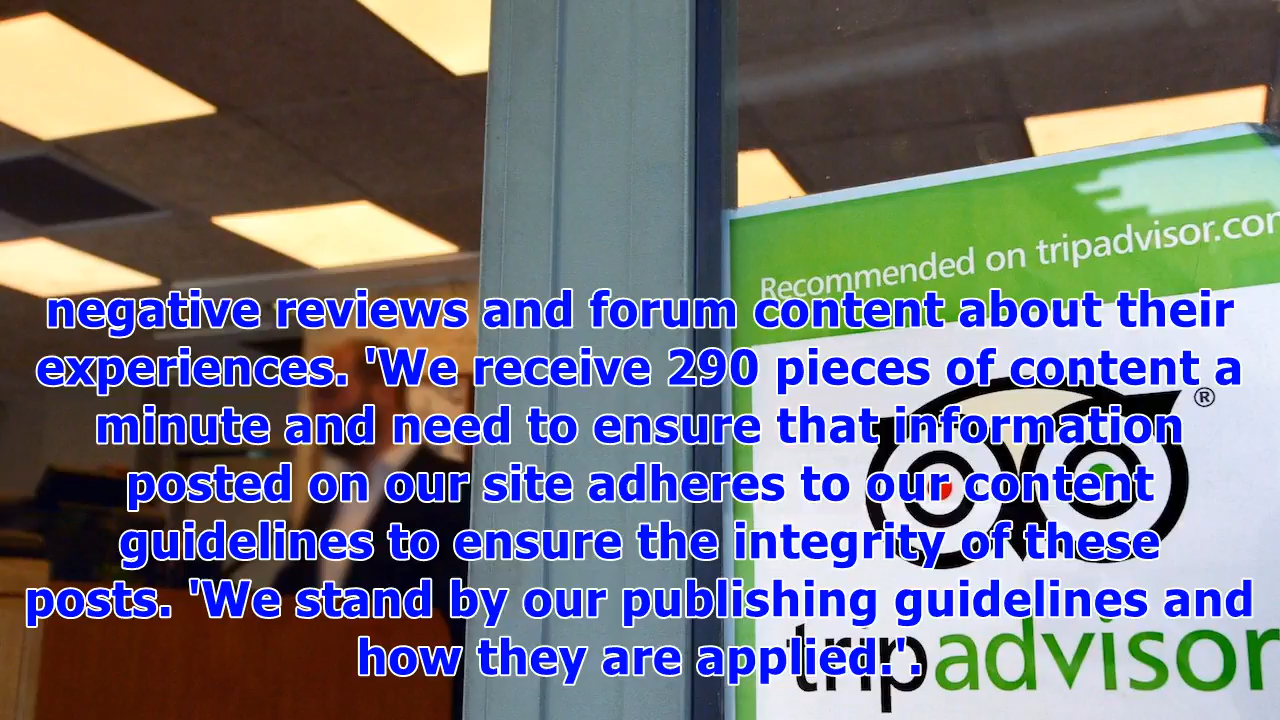 Recommended on tripadvisor.com
negative reviews and forum content about their
experiences. 'We receive 290 pieces of content a
minute and need to ensure that information
®
posted on our site adheres to our content
guidelines to ensure the integrity of these
posts. 'We stand by our publishing guidelines and
how they are applied.'.
tripadvisor